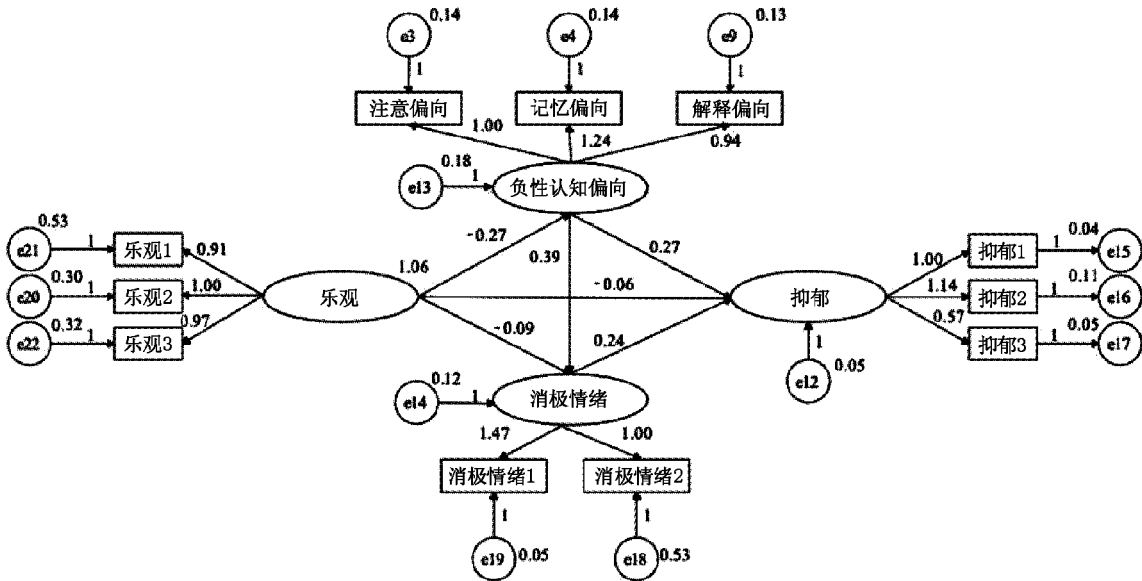 0.14 0.14 0.13
e3 e4 e9
1 1 1
注意偏向 记忆偏向 解释偏向
1.00 1.24 0.94
0.18
e13 1 负性认知偏向
0.53 -0.27 0.39 0.27 0.04
e21 1 乐观1 0.91 抑郁1 1 e15
1.06 1.00
0.30 0.11
e20 1 乐观2 1.00 乐观 -0.06 抑郁 1.14 抑郁2 1 e16
0.32 0.97 0.57 0.05
e22 1 乐观3 -0.09 0.24 抑郁3 1 e17
1
0.12 e12 0.05
e14 1 消极情绪
1.47 1.00
消极情绪1 消极情绪2
1 1
e19 0.05 e18 0.53